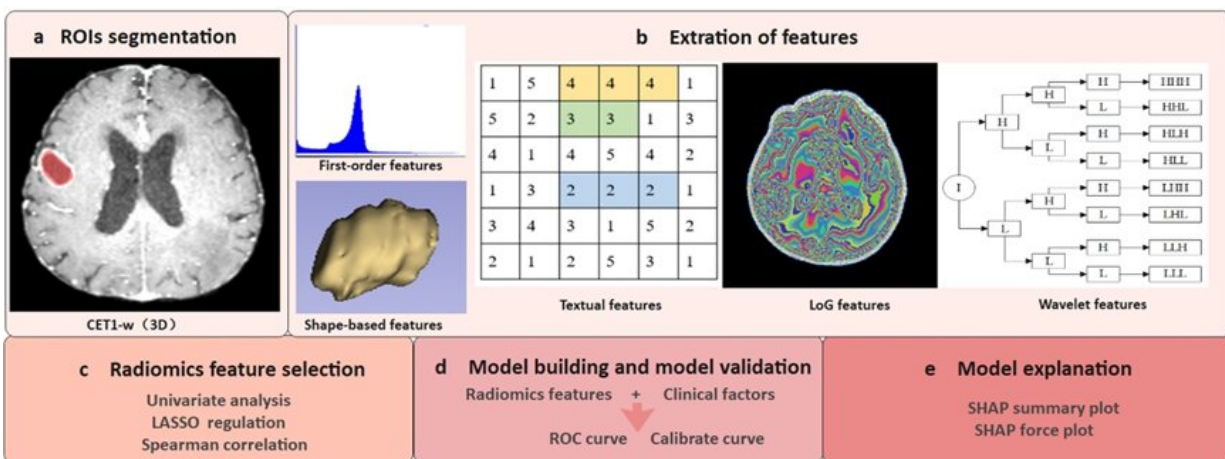 a ROIs segmentation
CET1-w（3D）
b Extration of features
First-order features
Shape-based features
1 5 4 4 4 1
5 2 3 3 1 3
4 1 4 5 4 2
1 3 2 2 2 1
3 4 3 1 5 2
2 1 2 5 3 1
Textual features
LoG features
I
H
L
H
L
H
L
H
L
H
L
H
L
H
L
HHH
HHL
HLH
HLL
LHH
LHL
LLH
LLL
Wavelet features
c Radiomics feature selection
Univariate analysis
LASSO regulation
Spearman correlation
d Model building and model validation
Radiomics features + Clinical factors
ROC curve Calibrate curve
e Model explanation
SHAP summary plot
SHAP force plot